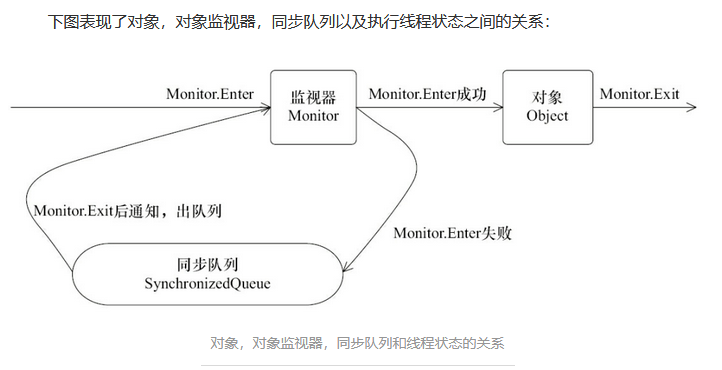 下图表现了对象，对象监视器，同步队列以及执行线程状态之间的关系：
Monitor.Enter
监视器
Monitor
Monitor.Enter成功
对象
Object
Monitor.Exit
Monitor.Exit后通知，出队列
Monitor.Enter失败
同步队列
SynchronizedQueue
对象，对象监视器，同步队列和线程状态的关系